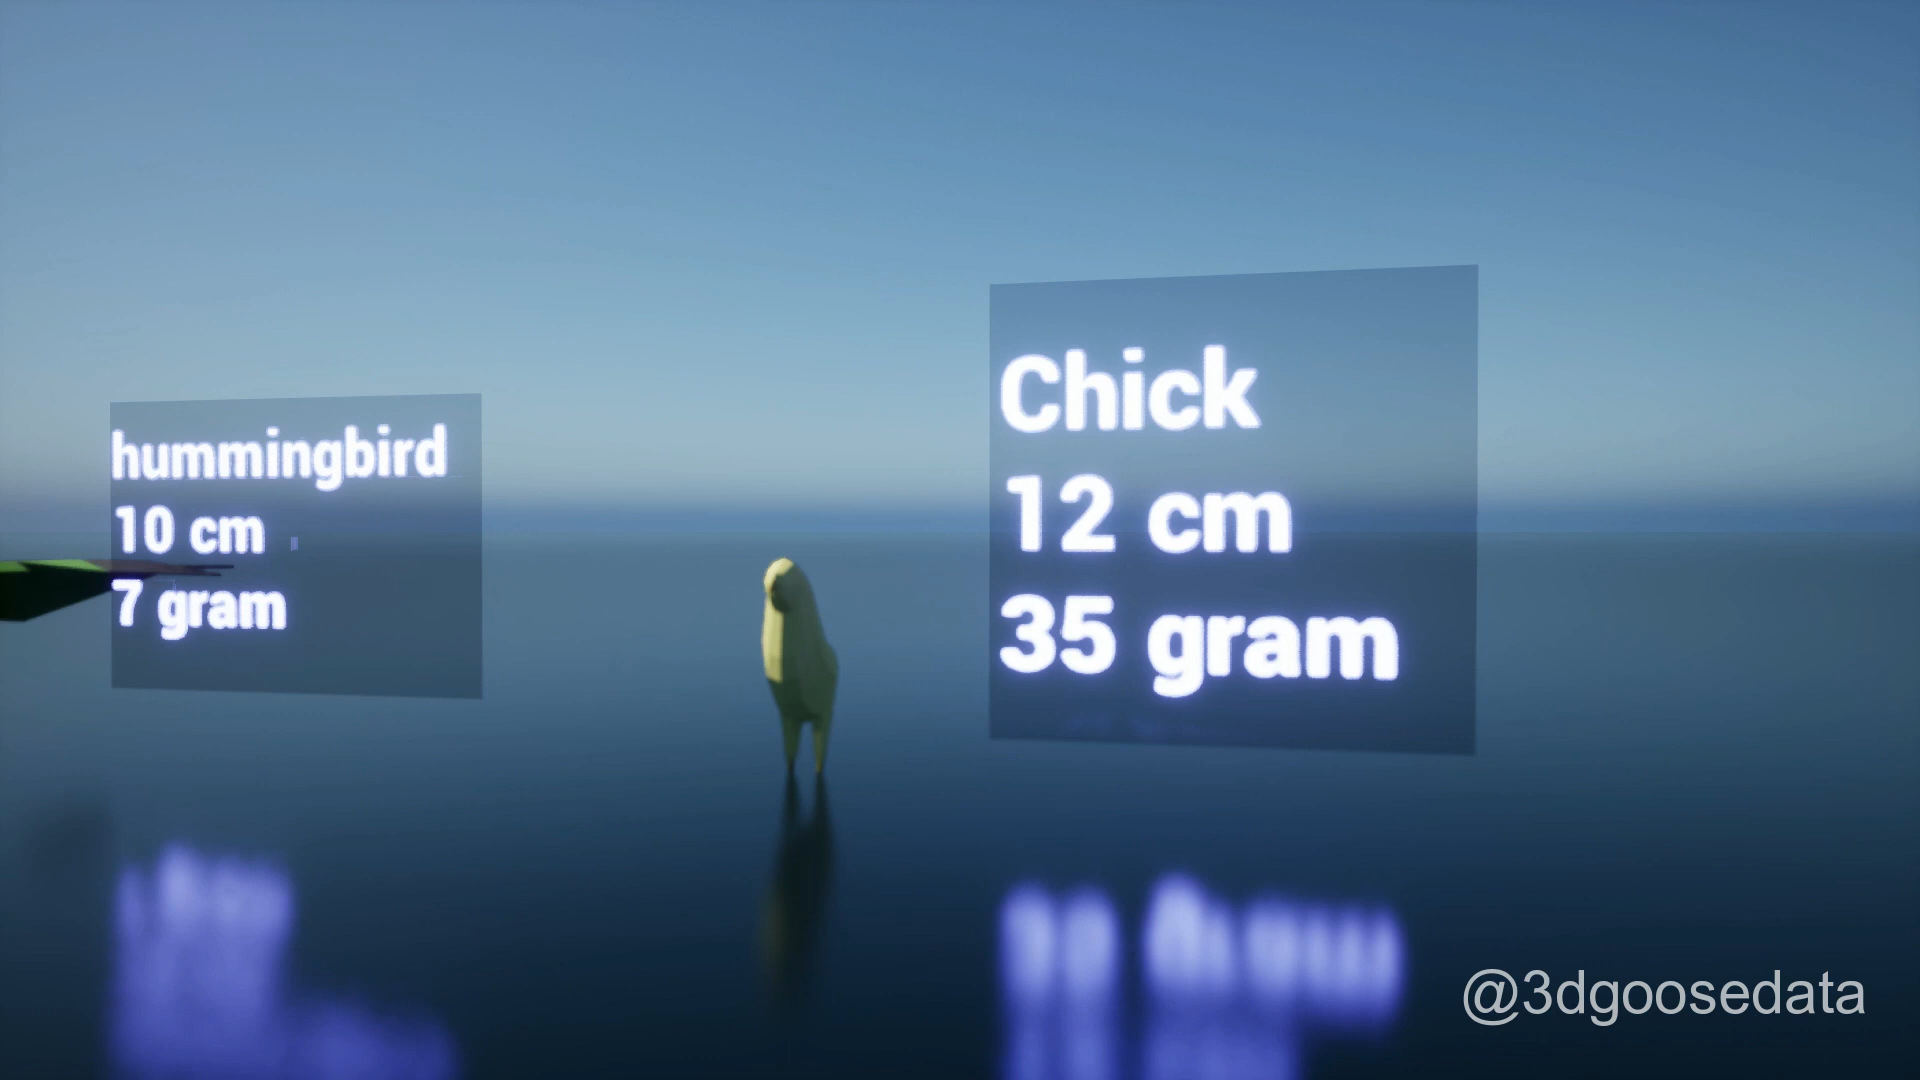 hummingbird
10 cm
7 gram
Chick
12 cm
35 gram
@3dgoosedata